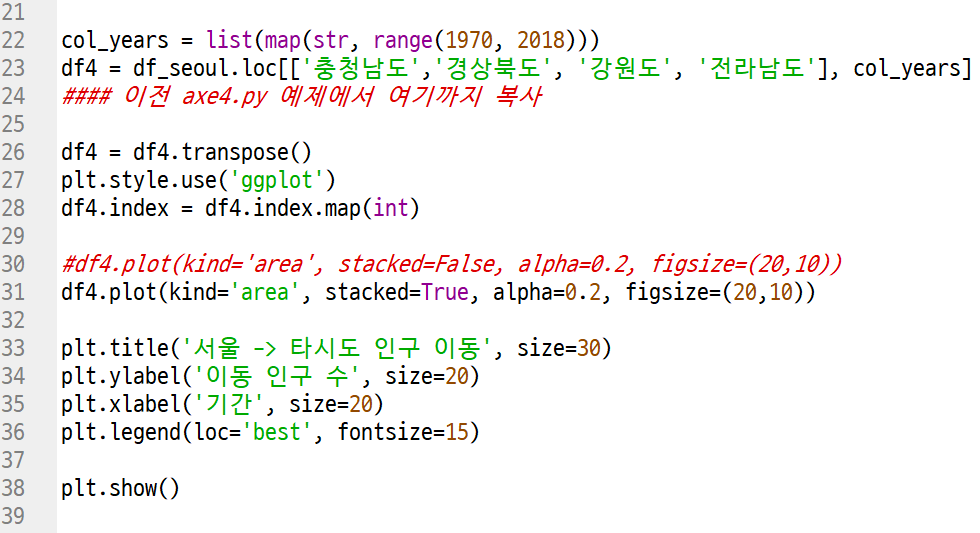 21
22 col_years = list(map(str, range(1970, 2018)))
23 df4 = df_seoul.loc[['충청남도','경상북도', '강원도', '전라남도'], col_years]
24 #### 이전 axe4.py 예제에서 여기까지 복사
25
26 df4 = df4.transpose()
27 plt.style.use('ggplot')
28 df4.index = df4.index.map(int)
29
30 #df4.plot(kind='area', stacked=False, alpha=0.2, figsize=(20,10))
31 df4.plot(kind='area', stacked=True, alpha=0.2, figsize=(20,10))
32
33 plt.title('서울 -> 타시도 인구 이동', size=30)
34 plt.ylabel('이동 인구 수', size=20)
35 plt.xlabel('기간', size=20)
36 plt.legend(loc='best', fontsize=15)
37
38 plt.show()
39